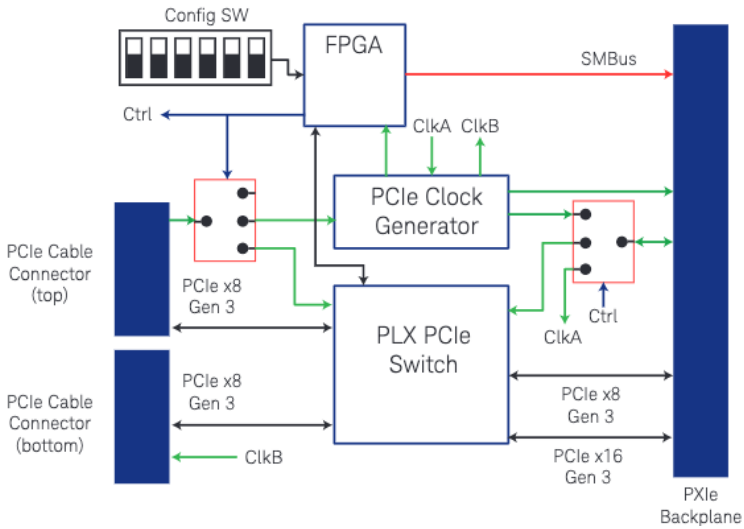 Config SW
FPGA
SMBus
Ctrl
ClkA
ClkB
PCIe Clock
Generator
PCIe Cable
Connector
(top)
PCIe x8
Gen 3
Ctrl
ClkA
PLX PCIe
Switch
PCIe Cable
Connector
(bottom)
PCIe x8
Gen 3
PCIe x8
Gen 3
ClkB
PCIe x16
Gen 3
PXIe
Backplane